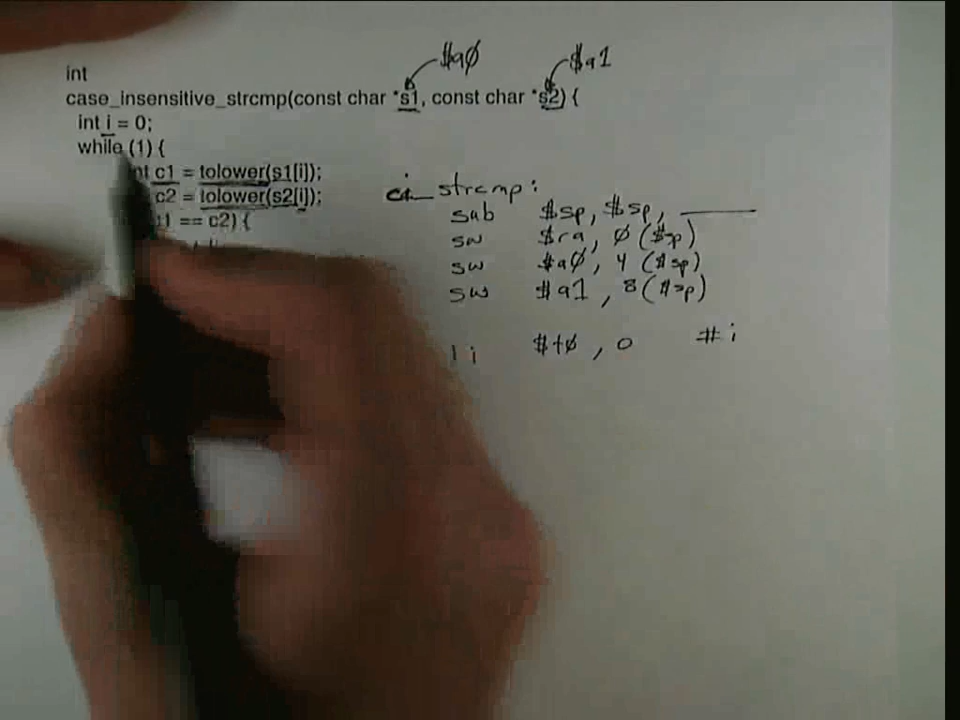 $a0 $a1
int
case_insensitive_strcmp(const char *s1, const char *s2) {
int i = 0;
while (1) {
c1 = tolower(s1[i]);
c2 = tolower(s2[i]);
== c2) {
ci_strcmp:
sub $sp, $sp, ____
sw $ra, 0($sp)
sw $a0, 4($sp)
sw $a1, 8($sp)
li $t0, 0 # i